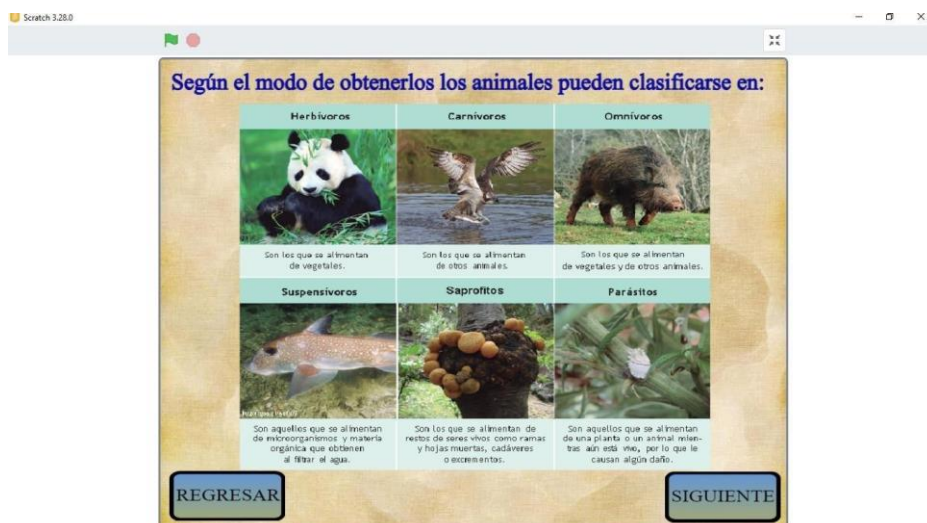 Scratch 3.28.0
Según el modo de obtenerlos los animales pueden clasificarse en:
Herbívoros
Carnívoros
Omnívoros
Son los que se alimentan
de vegetales.
Son los que se alimentan
de otros animales.
Son los que se alimentan
de vegetales y de otros animales.
Suspensívoros
Saprofitos
Parásitos
Son aquellos que se alimentan
de microorganismos y materia
orgánica que obtienen
al filtrar el agua.
Son los que se alimentan de
restos de seres vivos como ramas
y hojas muertas, cadáveres
o excrementos.
Son aquellos que se alimentan
de una planta o un animal mien-
tras aún está vivo, por lo que le
causan algún daño.
REGRESAR
SIGUIENTE